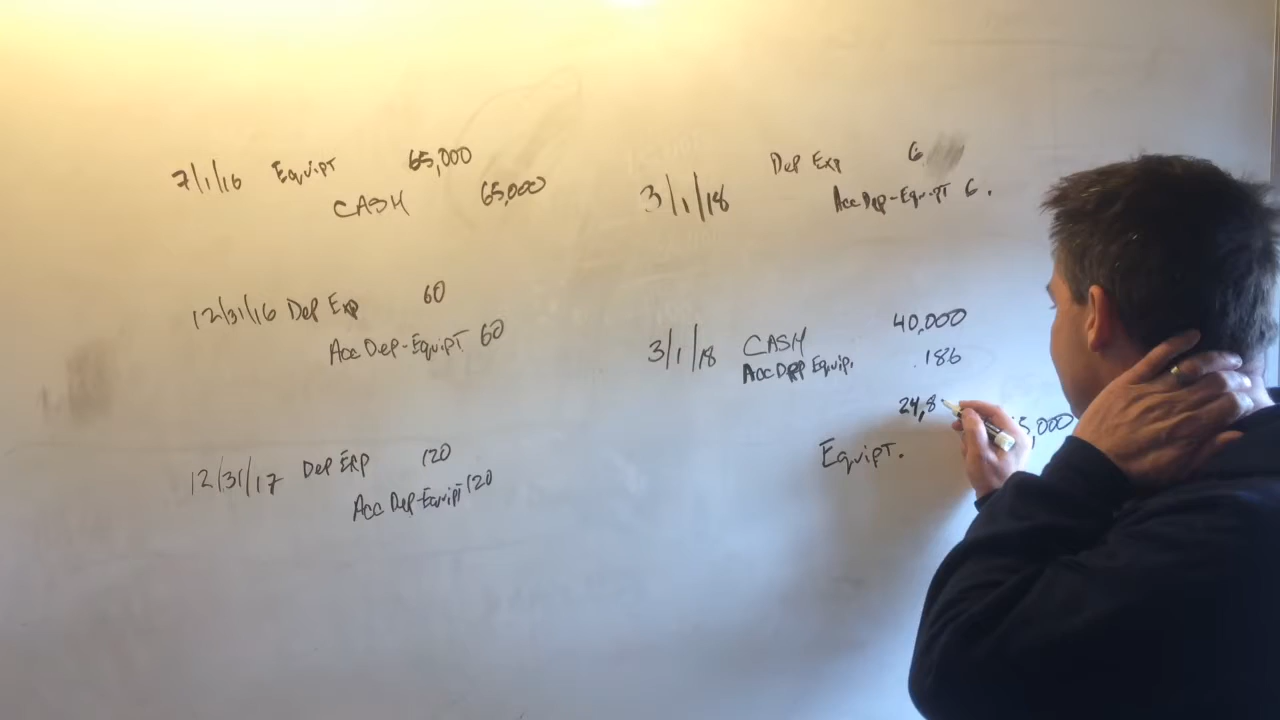 7/1/16 Equipt 65,000
CASH 65,000
12/31/16 Dep Exp 60
Acc Dep-Equipt 60
12/31/17 Dep Exp 120
Acc Dep-Equipt 120
Dep Exp 6
3/1/18 Acc Dep-Equipt 6.
3/1/18 CASH 40,000
Acc Dep Equip. 186
24,8
Equipt. 5,000